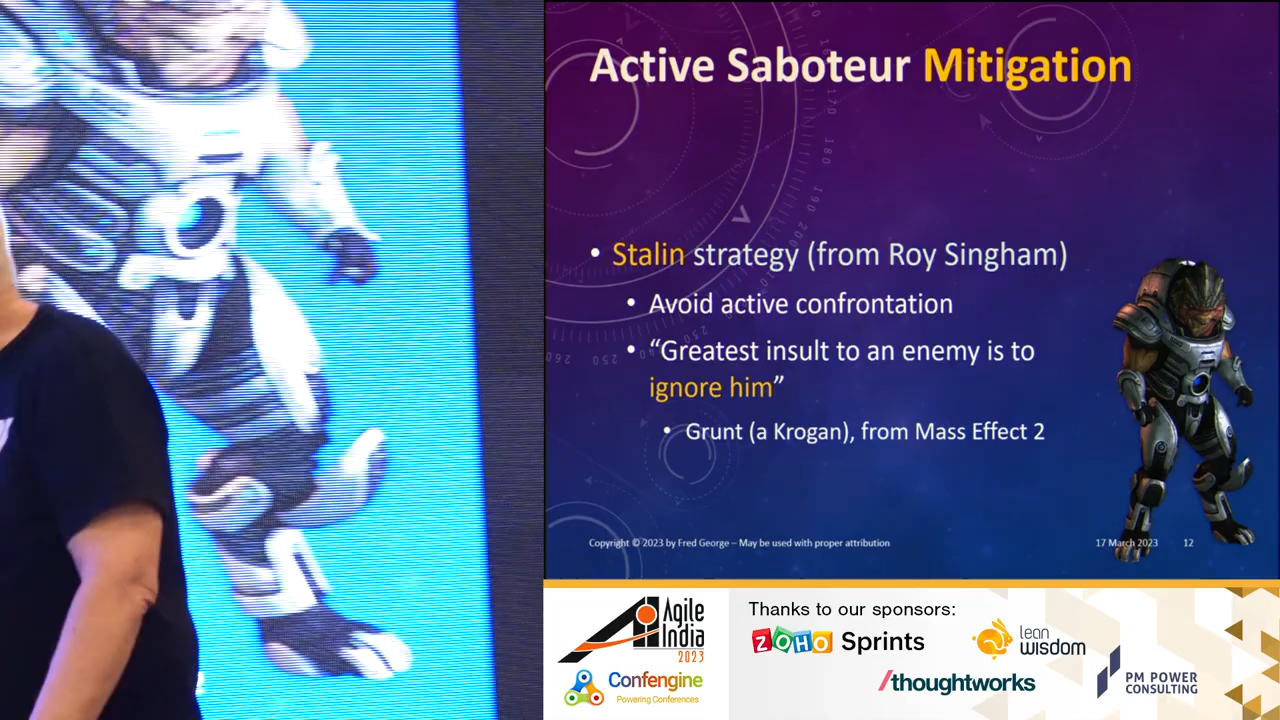 Active Saboteur Mitigation
• Stalin strategy (from Roy Singham)
• Avoid active confrontation
• “Greatest insult to an enemy is to
ignore him”
• Grunt (a Krogan), from Mass Effect 2
Copyright © 2023 by Fred George – May be used with proper attribution
17 March 2023 12
Agile
India
2023
Confengine
Powering Conferences
Thanks to our sponsors:
ZOHO Sprints
lean
wisdom
/thoughtworks
PM POWER
CONSULTING